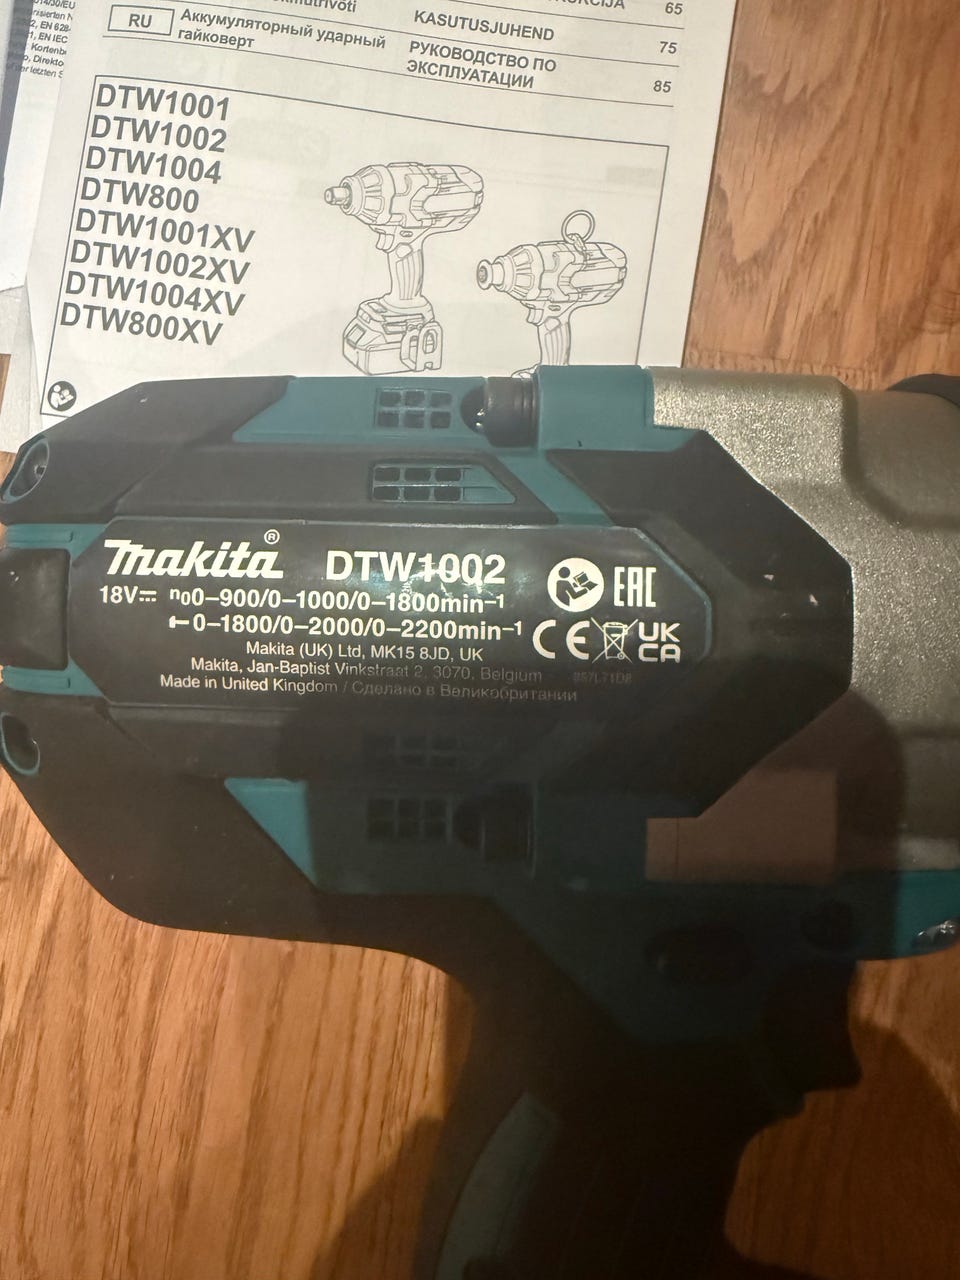 RU
Аккумуляторный ударный
гайковерт
KASUTUSJUHEND
РУКОВОДСТВО ПО
ЭКСПЛУАТАЦИИ
65
75
85
DTW1001
DTW1002
DTW1004
DTW800
DTW1001XV
DTW1002XV
DTW1004XV
DTW800XV
makita® DTW1002
18V⎓ n₀0–900/0–1000/0–1800min⁻¹
0–1800/0–2000/0–2200min⁻¹
Makita (UK) Ltd, MK15 8JD, UK
Makita, Jan-Baptist Vinkstraat 2, 3070, Belgium
Made in United Kingdom / Сделано в Великобритании
EAC
CE UK
CA